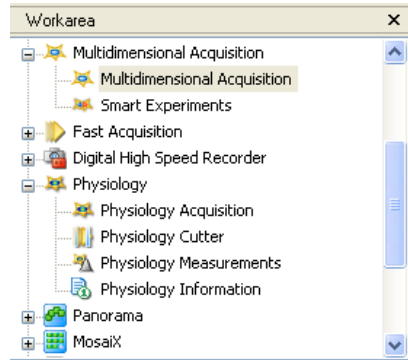 Workarea
Multidimensional Acquisition
Multidimensional Acquisition
Smart Experiments
Fast Acquisition
Digital High Speed Recorder
Physiology
Physiology Acquisition
Physiology Cutter
Physiology Measurements
Physiology Information
Panorama
MosaiX